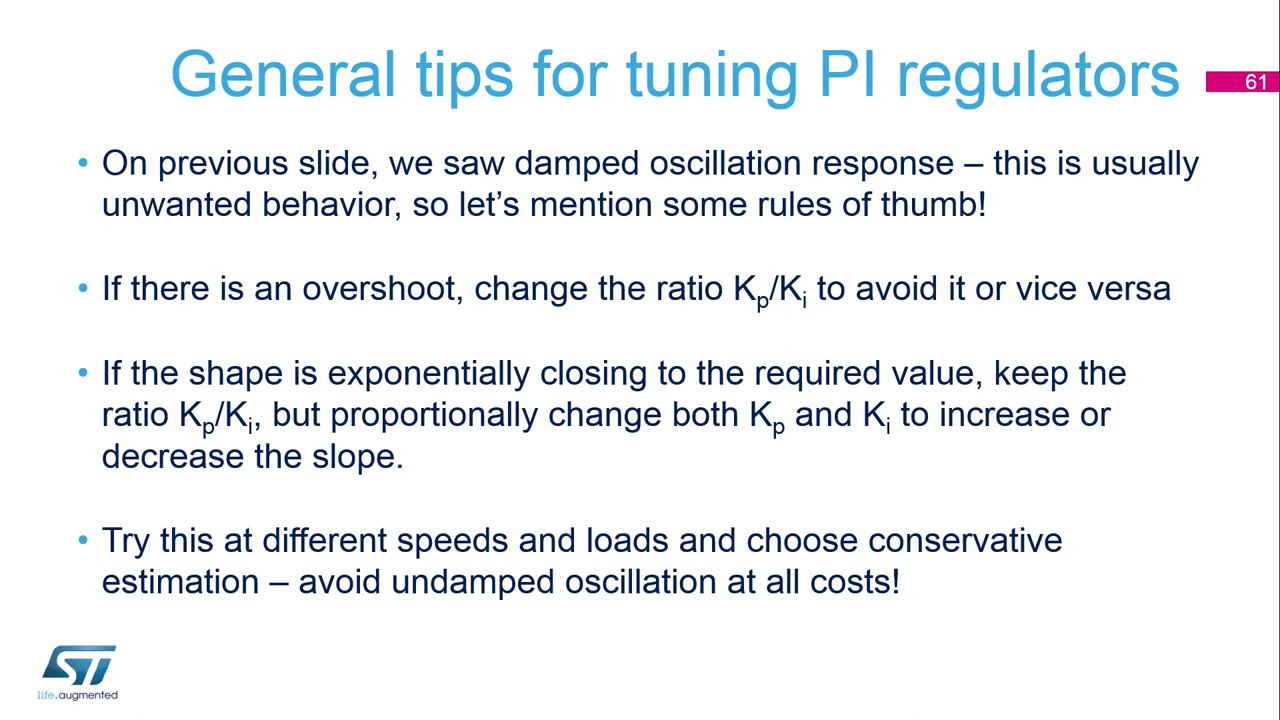 General tips for tuning PI regulators
61
• On previous slide, we saw damped oscillation response – this is usually
unwanted behavior, so let’s mention some rules of thumb!
• If there is an overshoot, change the ratio Kp/Ki to avoid it or vice versa
• If the shape is exponentially closing to the required value, keep the
ratio Kp/Ki, but proportionally change both Kp and Ki to increase or
decrease the slope.
• Try this at different speeds and loads and choose conservative
estimation – avoid undamped oscillation at all costs!
ST
life.augmented